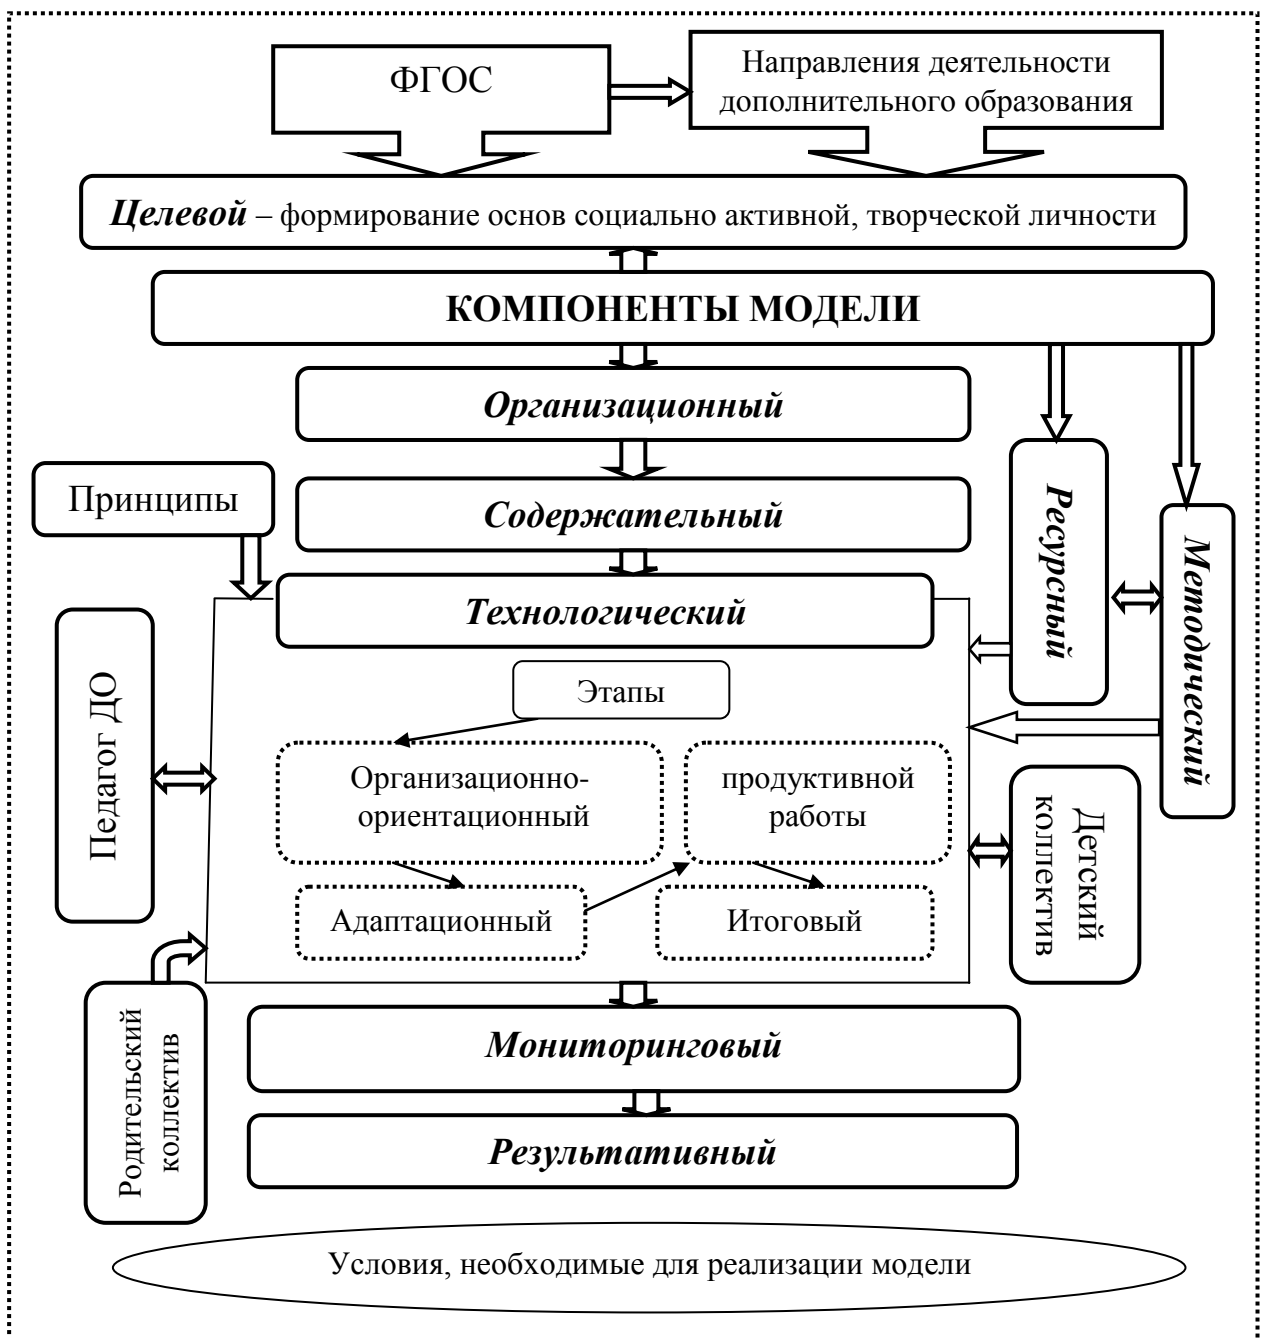 ФГОС
Направления деятельности
дополнительного образования
Целевой – формирование основ социально активной, творческой личности
КОМПОНЕНТЫ МОДЕЛИ
Организационный
Принципы
Содержательный
Ресурсный
Методический
Технологический
Педагог ДО
Этапы
Организационно-
ориентационный
продуктивной
работы
Адаптационный
Итоговый
Детский
коллектив
Родительский
коллектив
Мониторинговый
Результативный
Условия, необходимые для реализации модели